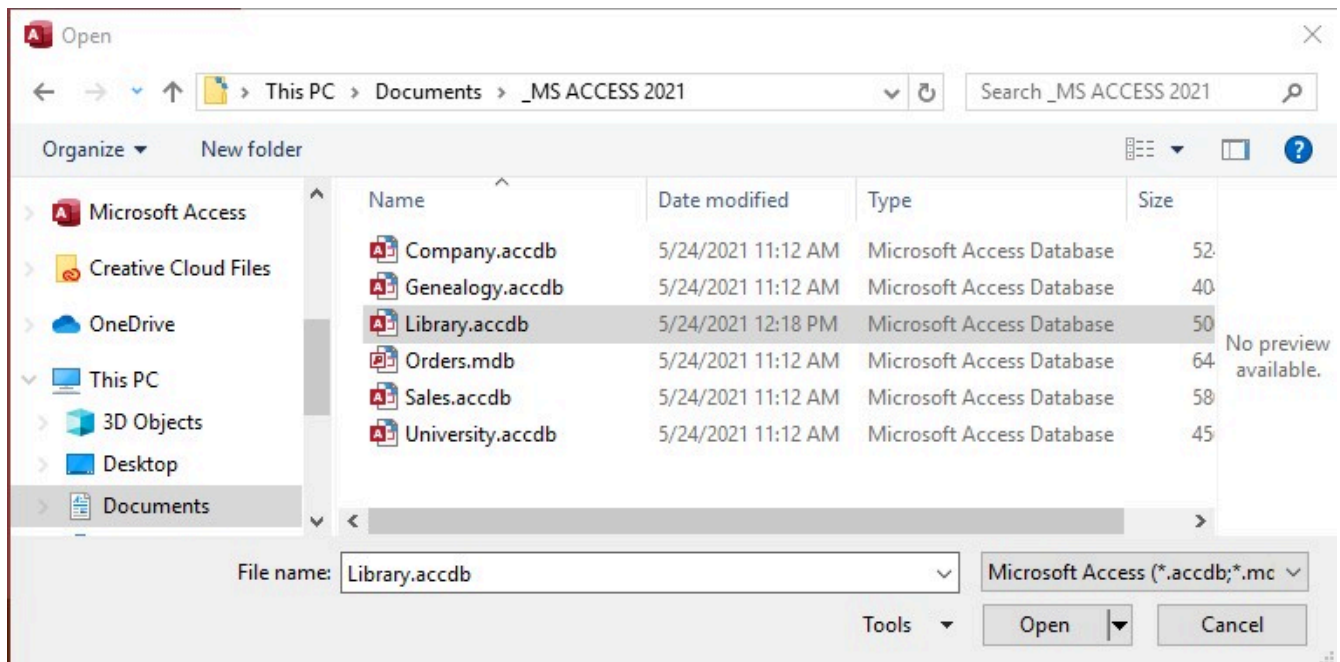 Open
This PC > Documents > _MS ACCESS 2021
Search _MS ACCESS 2021
Organize
New folder
Microsoft Access
Creative Cloud Files
OneDrive
This PC
3D Objects
Desktop
Documents
Name Date modified Type Size
Company.accdb 5/24/2021 11:12 AM Microsoft Access Database
Genealogy.accdb 5/24/2021 11:12 AM Microsoft Access Database
Library.accdb 5/24/2021 12:18 PM Microsoft Access Database
Orders.mdb 5/24/2021 11:12 AM Microsoft Access Database
Sales.accdb 5/24/2021 11:12 AM Microsoft Access Database
University.accdb 5/24/2021 11:12 AM Microsoft Access Database
No preview
available.
File name: Library.accdb
Microsoft Access (*.accdb;*.mc
Tools
Open
Cancel